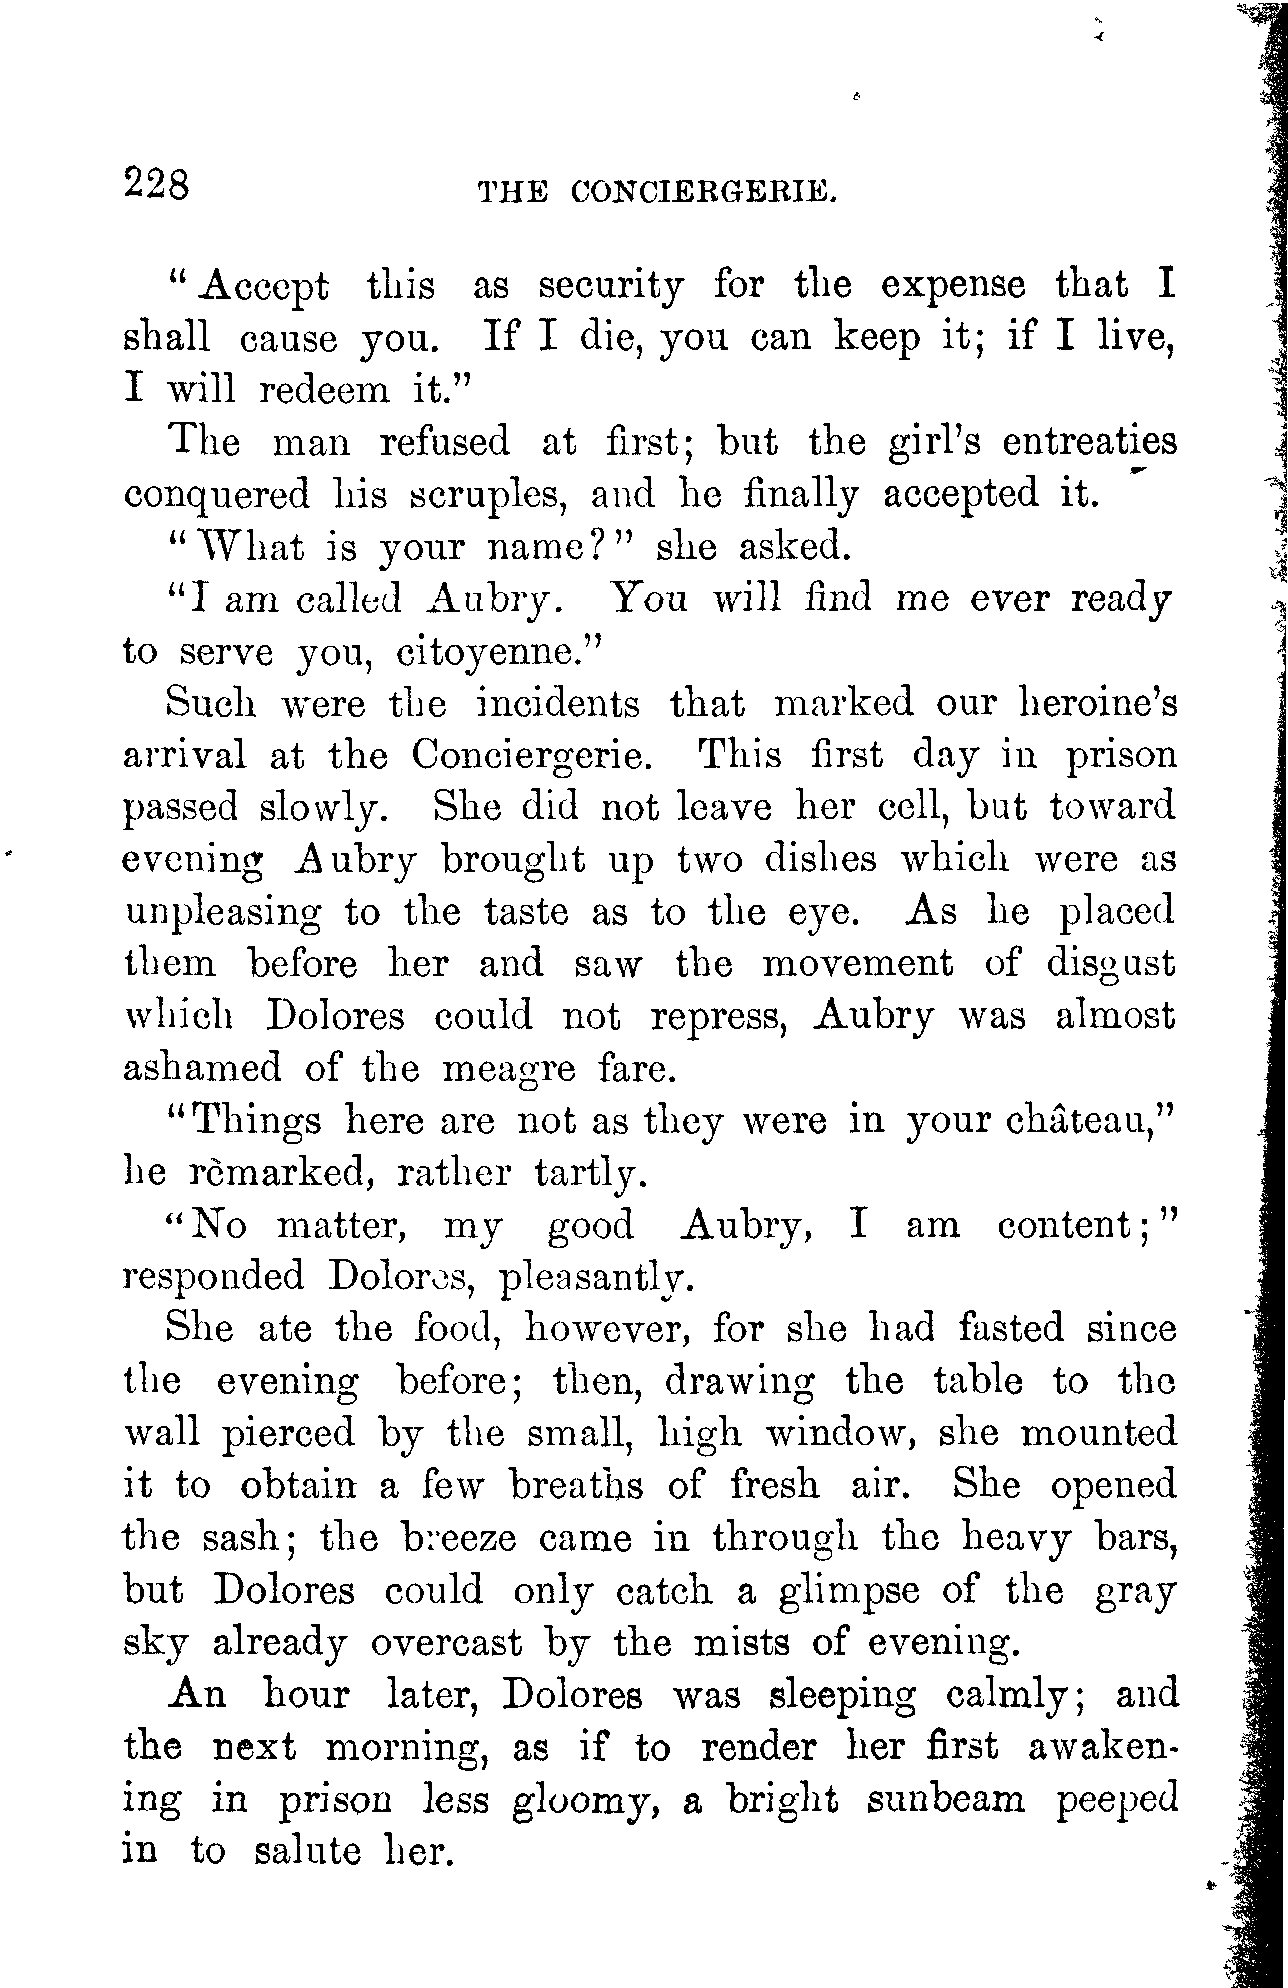 228 THE CONCIERGERIE.
"Accept this as security for the expense that I
shall cause you. If I die, you can keep it; if I live,
I will redeem it."
The man refused at first; but the girl's entreaties
conquered his scruples, and he finally accepted it.
"What is your name?" she asked.
"I am called Aubry. You will find me ever ready
to serve you, citoyenne."
Such were the incidents that marked our heroine's
arrival at the Conciergerie. This first day in prison
passed slowly. She did not leave her cell, but toward
evening Aubry brought up two dishes which were as
unpleasing to the taste as to the eye. As he placed
them before her and saw the movement of disgust
which Dolores could not repress, Aubry was almost
ashamed of the meagre fare.
"Things here are not as they were in your château,"
he remarked, rather tartly.
"No matter, my good Aubry, I am content;"
responded Dolores, pleasantly.
She ate the food, however, for she had fasted since
the evening before; then, drawing the table to the
wall pierced by the small, high window, she mounted
it to obtain a few breaths of fresh air. She opened
the sash; the breeze came in through the heavy bars,
but Dolores could only catch a glimpse of the gray
sky already overcast by the mists of evening.
An hour later, Dolores was sleeping calmly; and
the next morning, as if to render her first awaken-
ing in prison less gloomy, a bright sunbeam peeped
in to salute her.